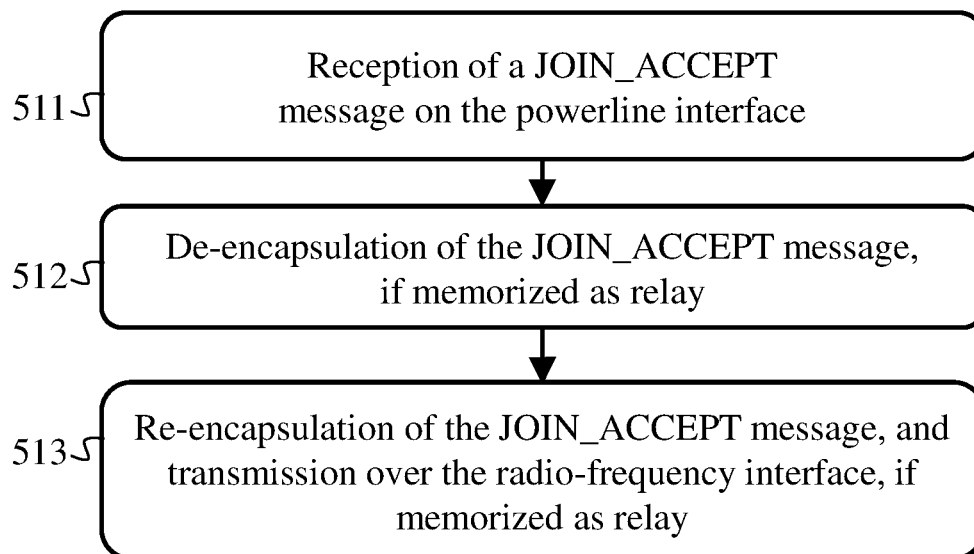 Reception of a JOIN_ACCEPT
message on the powerline interface
511
De-encapsulation of the JOIN_ACCEPT message,
if memorized as relay
512
Re-encapsulation of the JOIN_ACCEPT message, and
transmission over the radio-frequency interface, if
memorized as relay
513